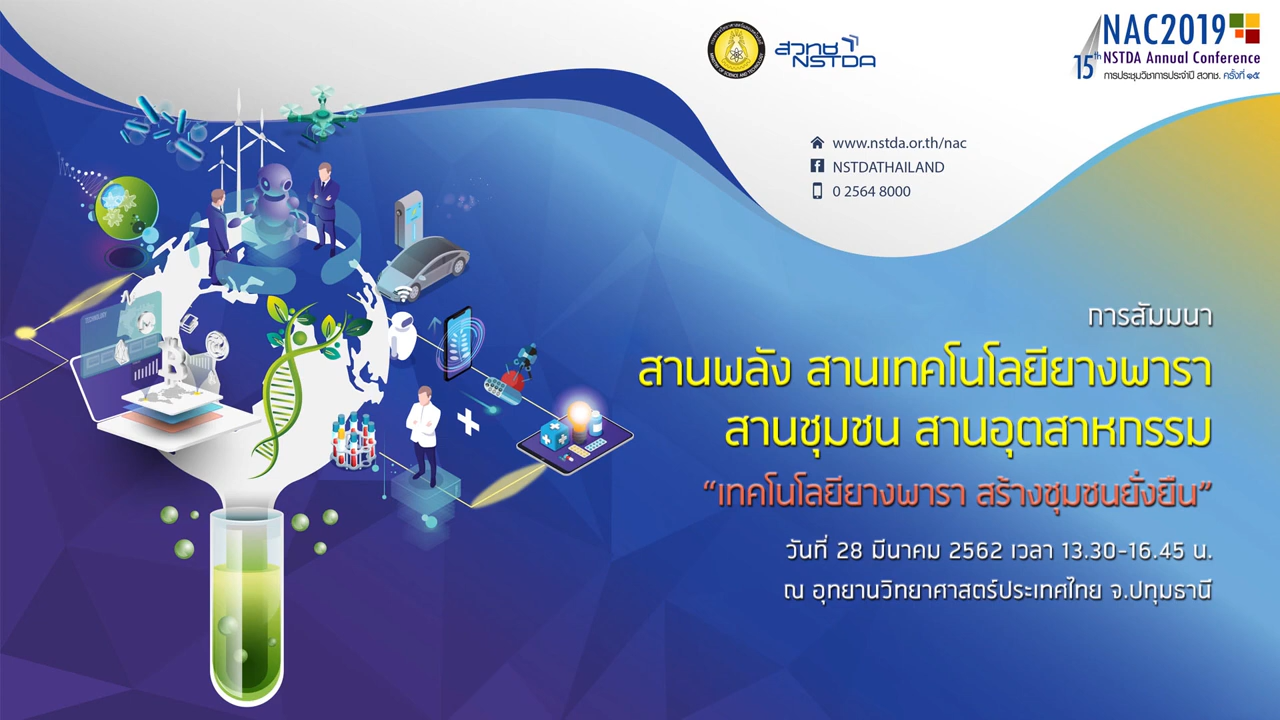 สวทช
NSTDA
NAC2019
15th NSTDA Annual Conference
การประชุมวิชาการประจำปี สวทช. ครั้งที่ ๑๕
www.nstda.or.th/nac
NSTDATHAILAND
0 2564 8000
การสัมมนา
สานพลัง สานเทคโนโลยียางพารา
สานชุมชน สานอุตสาหกรรม
“เทคโนโลยียางพารา สร้างชุมชนยั่งยืน”
วันที่ 28 มีนาคม 2562 เวลา 13.30-16.45 น.
ณ อุทยานวิทยาศาสตร์ประเทศไทย จ.ปทุมธานี
TECHNOLOGY